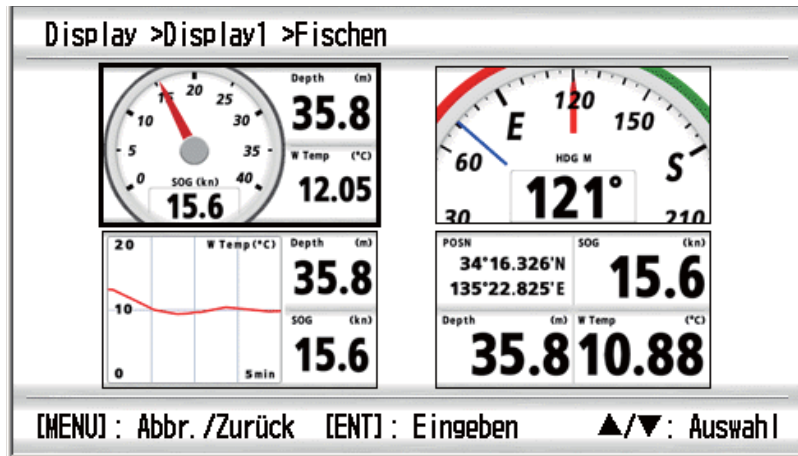 Display >Display1 >Fischen
0 5 10 15 20 25 30 35 40
SOG (kn)
15.6
Depth (m)
35.8
W Temp (°C)
12.05
30 60 E 120 150 S 210
HDG M
121°
20 W Temp(°C)
10
0 5min
Depth (m)
35.8
SOG (kn)
15.6
POSN
34°16.326'N
135°22.825'E
SOG (kn)
15.6
Depth (m)
35.8
W Temp (°C)
10.88
[MENU]: Abbr./Zurück [ENT]: Eingeben ▲/▼: Auswahl